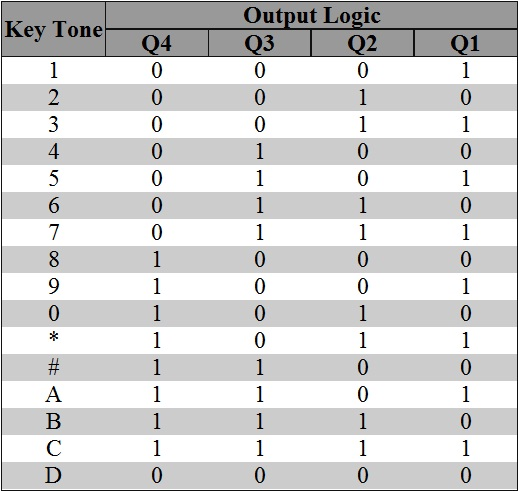 Key Tone Output Logic
Q4 Q3 Q2 Q1
1 0 0 0 1
2 0 0 1 0
3 0 0 1 1
4 0 1 0 0
5 0 1 0 1
6 0 1 1 0
7 0 1 1 1
8 1 0 0 0
9 1 0 0 1
0 1 0 1 0
* 1 0 1 1
# 1 1 0 0
A 1 1 0 1
B 1 1 1 0
C 1 1 1 1
D 0 0 0 0